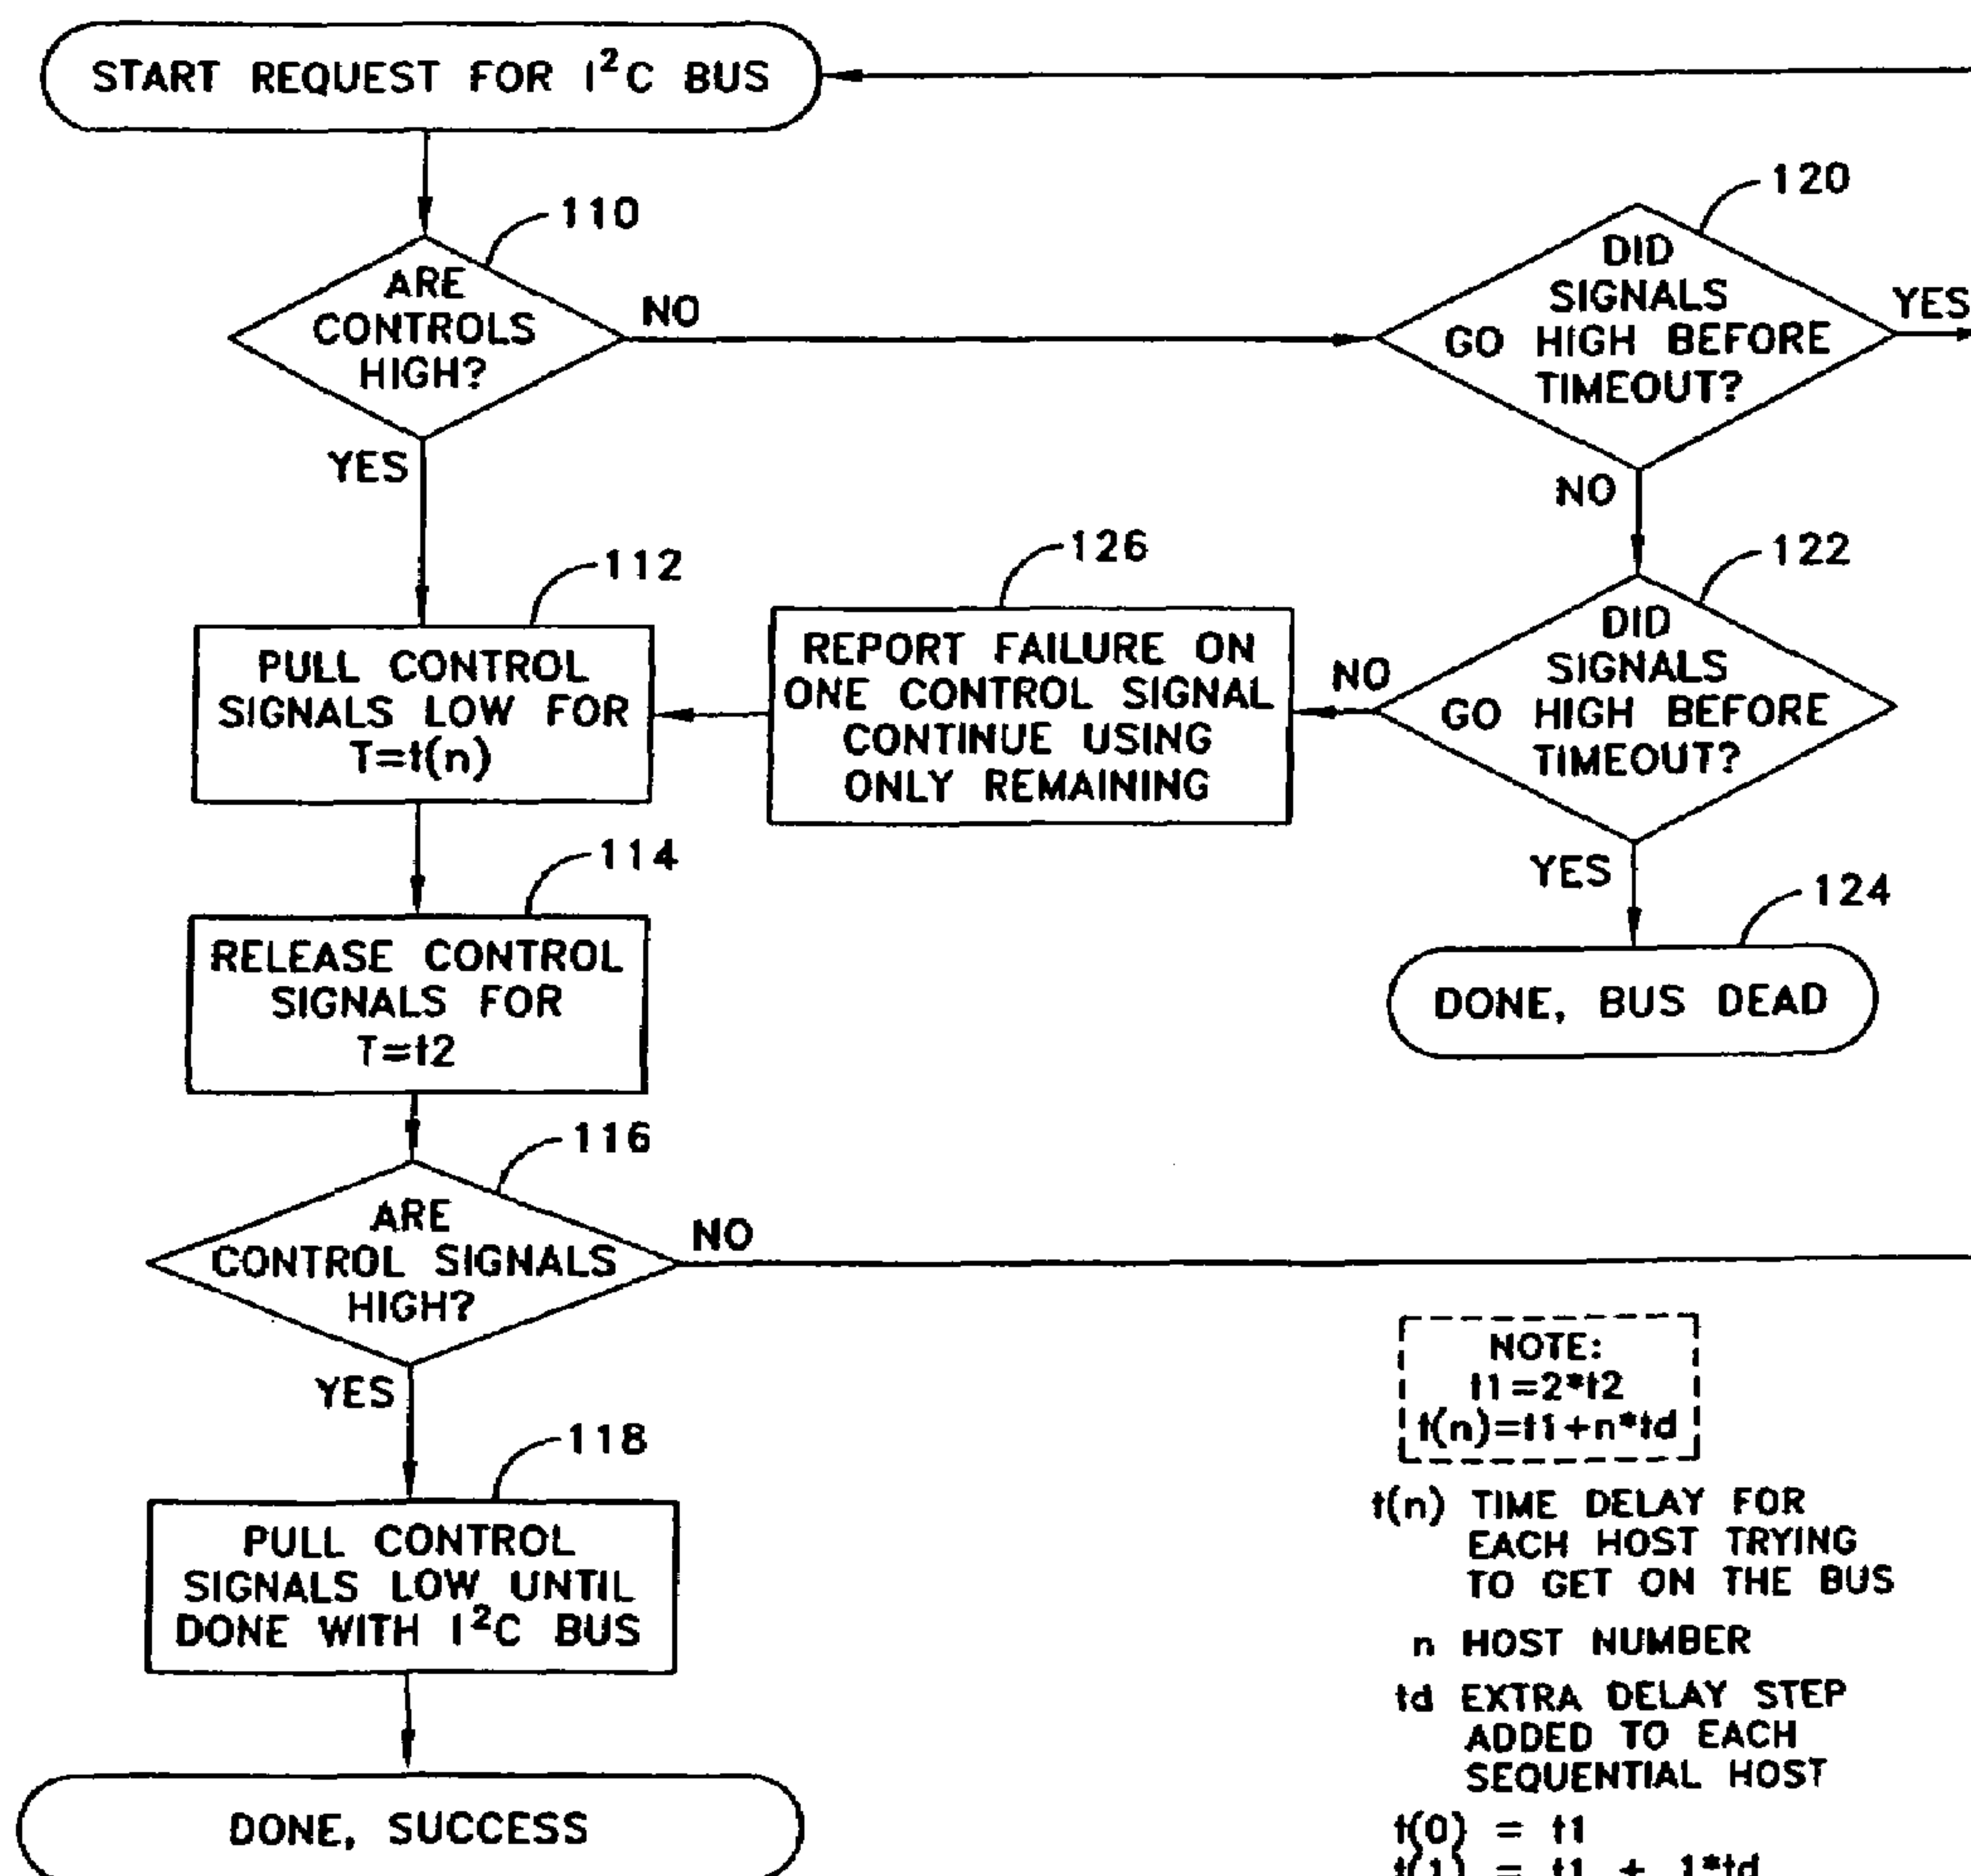 START REQUEST FOR I²C BUS
110
ARE
CONTROLS
HIGH?
NO
YES
120
DID
SIGNALS
GO HIGH BEFORE
TIMEOUT?
YES
NO
112
PULL CONTROL
SIGNALS LOW FOR
T=t(n)
126
REPORT FAILURE ON
ONE CONTROL SIGNAL
CONTINUE USING
ONLY REMAINING
122
DID
SIGNALS
GO HIGH BEFORE
TIMEOUT?
NO
YES
124
DONE, BUS DEAD
114
RELEASE CONTROL
SIGNALS FOR
T=t2
116
ARE
CONTROL SIGNALS
HIGH?
NO
YES
118
PULL CONTROL
SIGNALS LOW UNTIL
DONE WITH I²C BUS
DONE, SUCCESS
NOTE:
t1=2*t2
t(n)=t1+n*td
t(n) TIME DELAY FOR
EACH HOST TRYING
TO GET ON THE BUS
n HOST NUMBER
td EXTRA DELAY STEP
ADDED TO EACH
SEQUENTIAL HOST
t(0) = t1
t(1) = t1 + 1*td